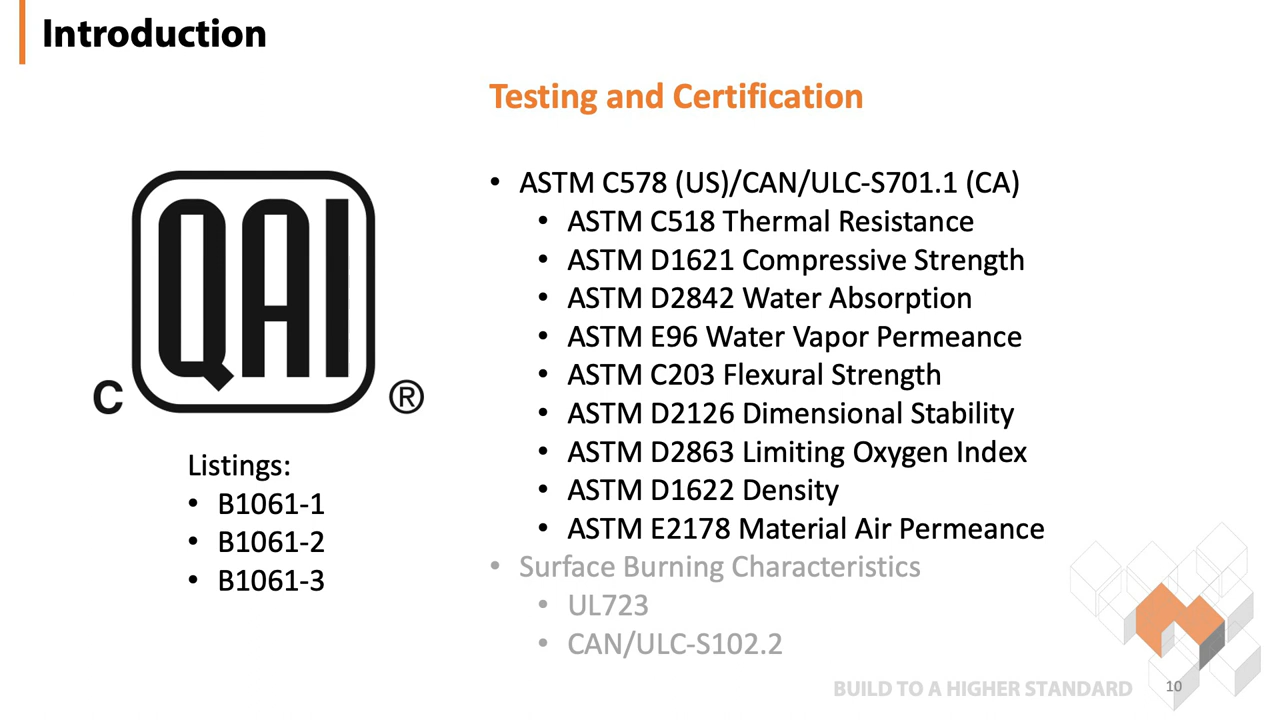 Introduction
Testing and Certification
QAI
C ®
Listings:
• B1061-1
• B1061-2
• B1061-3
• ASTM C578 (US)/CAN/ULC-S701.1 (CA)
• ASTM C518 Thermal Resistance
• ASTM D1621 Compressive Strength
• ASTM D2842 Water Absorption
• ASTM E96 Water Vapor Permeance
• ASTM C203 Flexural Strength
• ASTM D2126 Dimensional Stability
• ASTM D2863 Limiting Oxygen Index
• ASTM D1622 Density
• ASTM E2178 Material Air Permeance
• Surface Burning Characteristics
• UL723
• CAN/ULC-S102.2
BUILD TO A HIGHER STANDARD
10